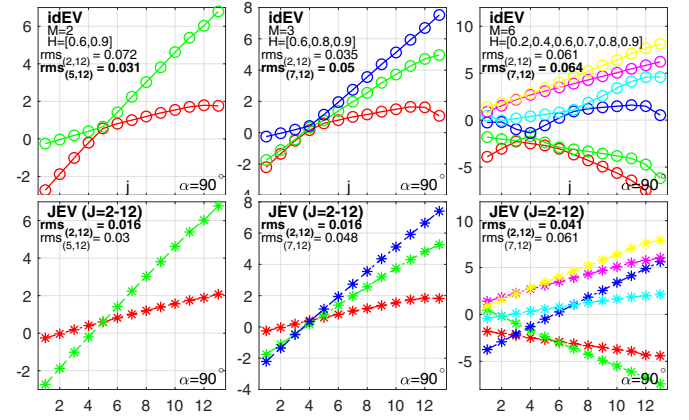 idEV
M=2
H=[0.6,0.9]
rms(2,12)= 0.072
rms(5,12)= 0.031
j
α=90°
6
4
2
0
-2
idEV
M=3
H=[0.6,0.8,0.9]
rms(2,12)= 0.035
rms(7,12)= 0.05
j
α=90°
8
6
4
2
0
-2
-4
idEV
M=6
H=[0.2,0.4,0.6,0.7,0.8,0.9]
rms(2,12)= 0.061
rms(7,12)= 0.064
j
α=90°
10
5
0
-5
JEV (J=2-12)
rms(2,12)= 0.016
rms(5,12)= 0.03
α=90°
6
4
2
0
-2
2 4 6 8 10 12
JEV (J=2-12)
rms(2,12)= 0.016
rms(7,12)= 0.048
α=90°
8
6
4
2
0
-2
-4
2 4 6 8 10 12
JEV (J=2-12)
rms(2,12)= 0.041
rms(7,12)= 0.061
α=90°
10
5
0
-5
2 4 6 8 10 12